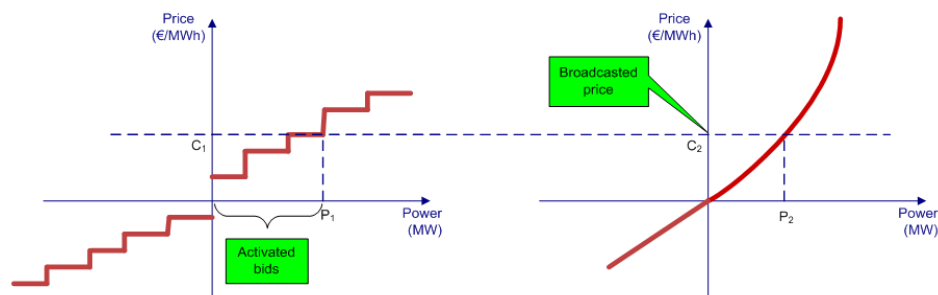 Price
(€/MWh)
C₁
P₁
Power
(MW)
Activated
bids
Price
(€/MWh)
Broadcasted
price
C₂
P₂
Power
(MW)